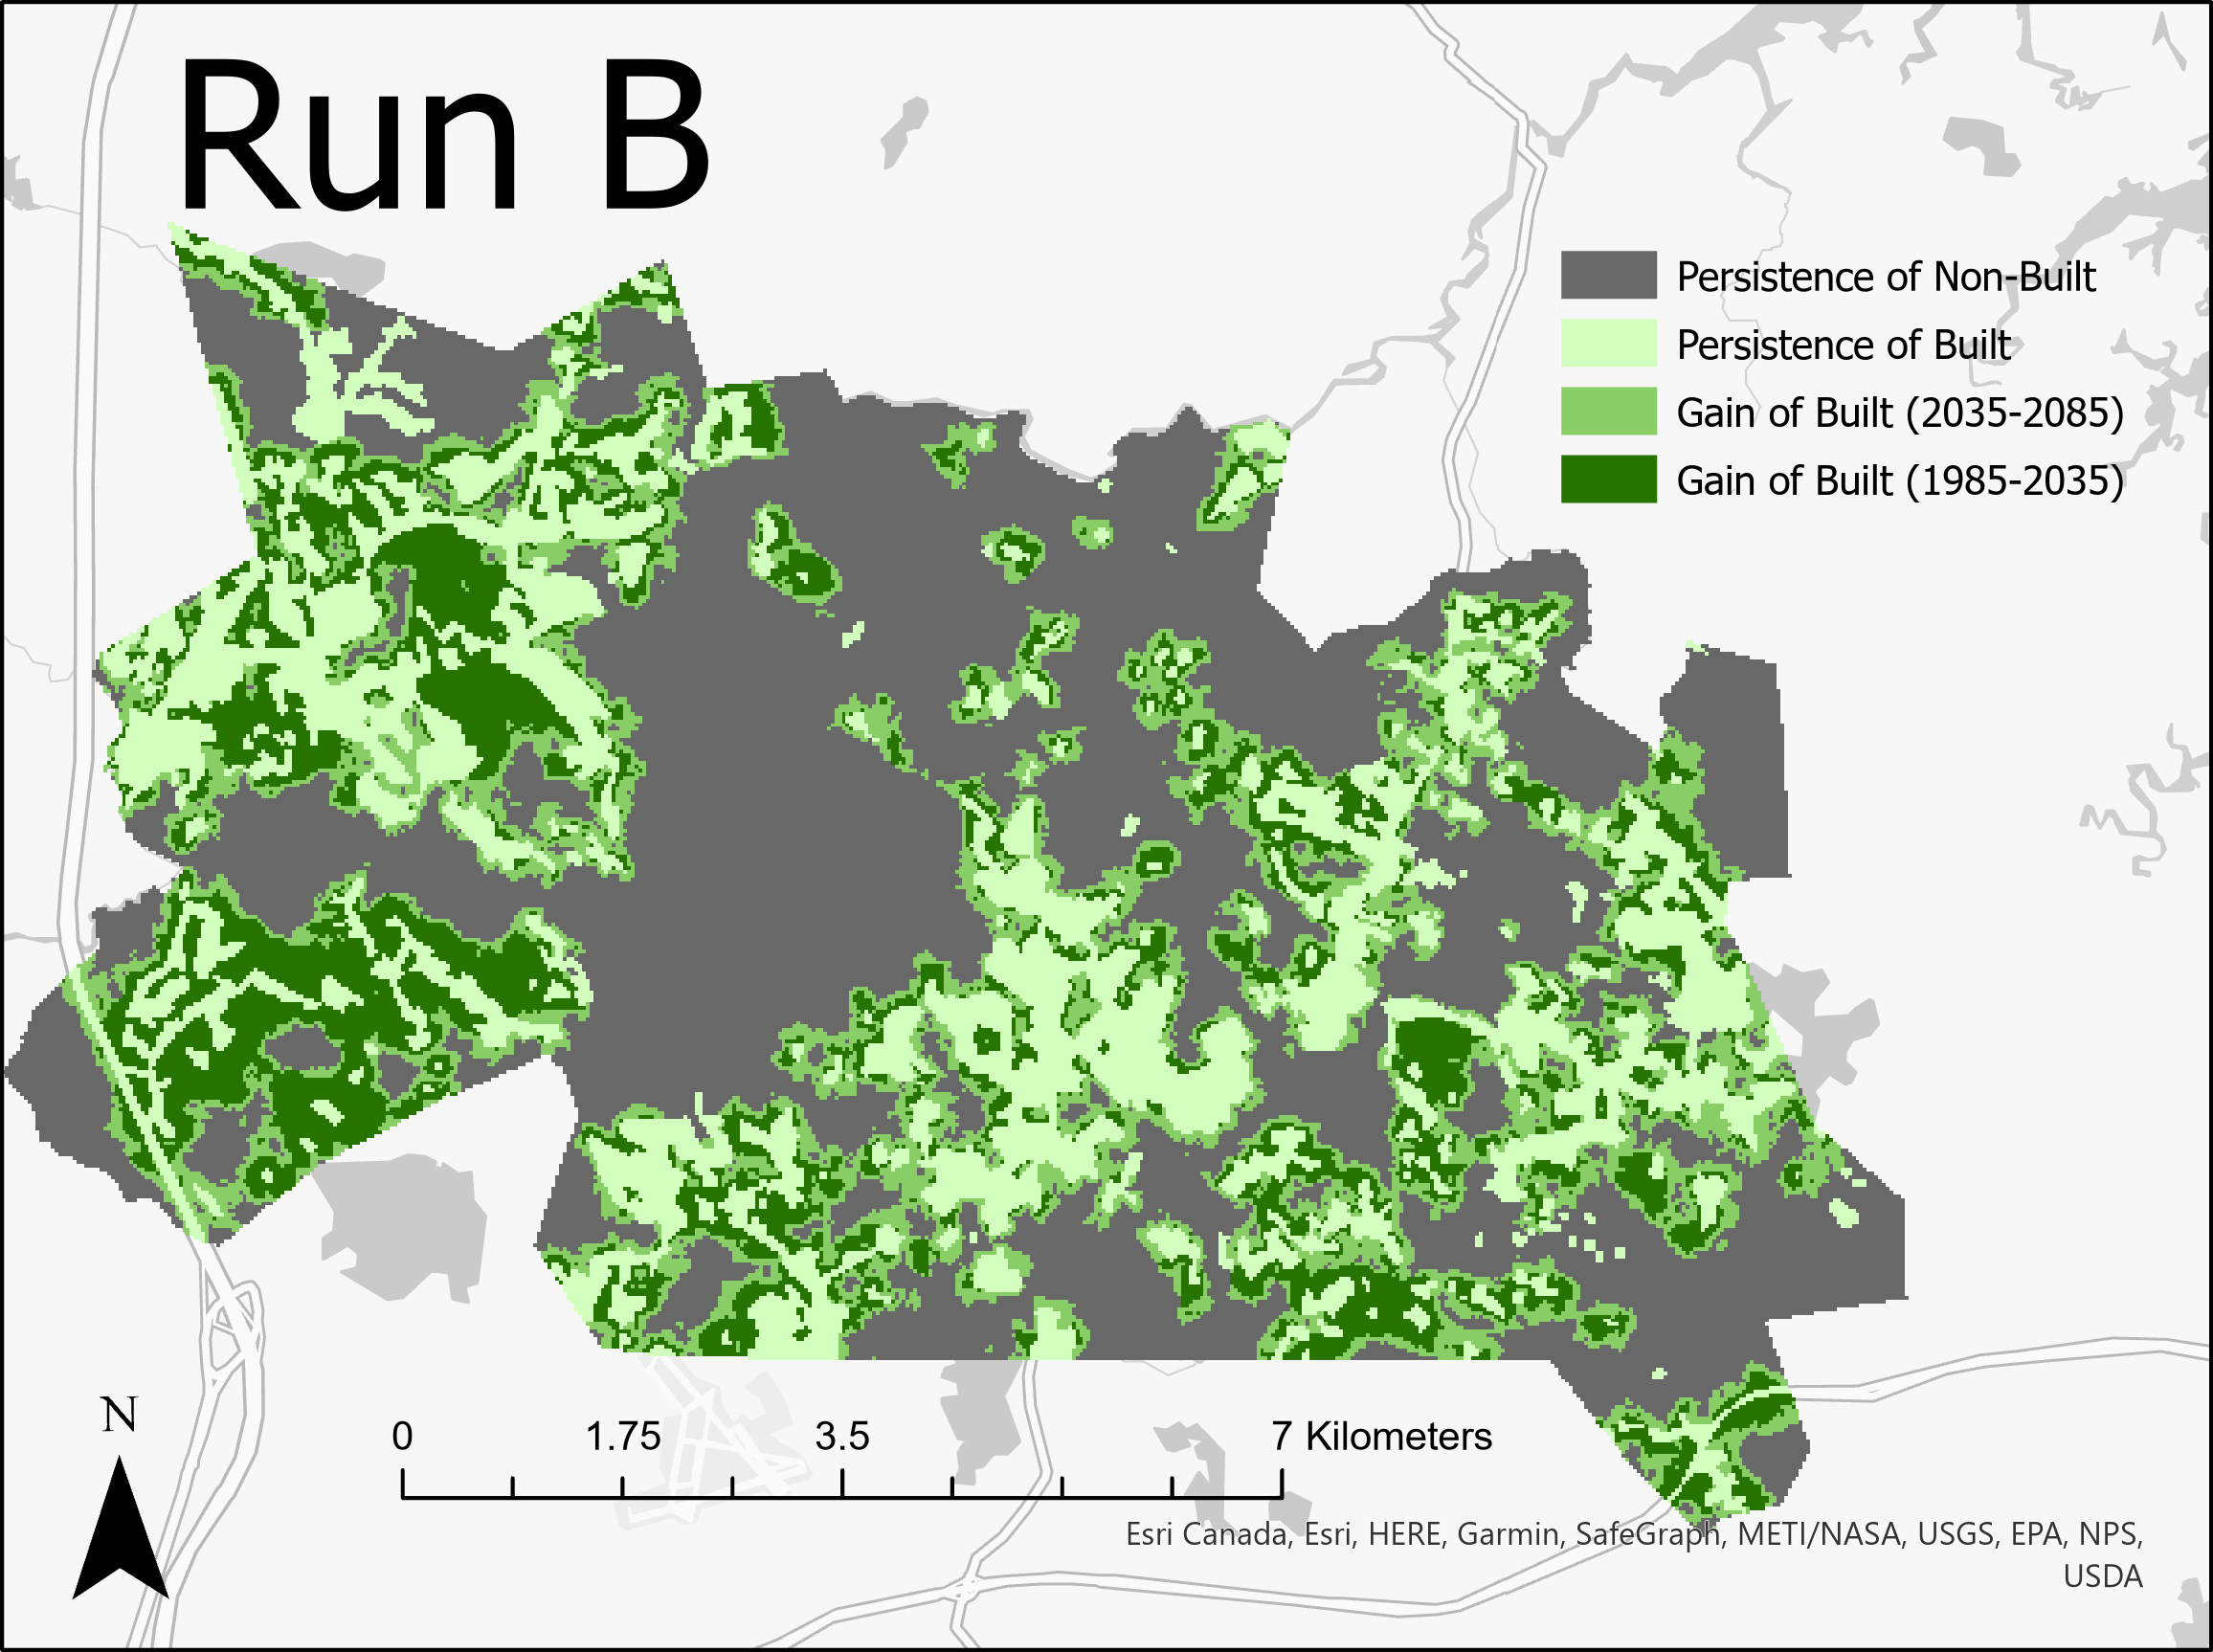 Run B
Persistence of Non-Built
Persistence of Built
Gain of Built (2035-2085)
Gain of Built (1985-2035)
N
0 1.75 3.5 7 Kilometers
Esri Canada, Esri, HERE, Garmin, SafeGraph, METI/NASA, USGS, EPA, NPS,
USDA